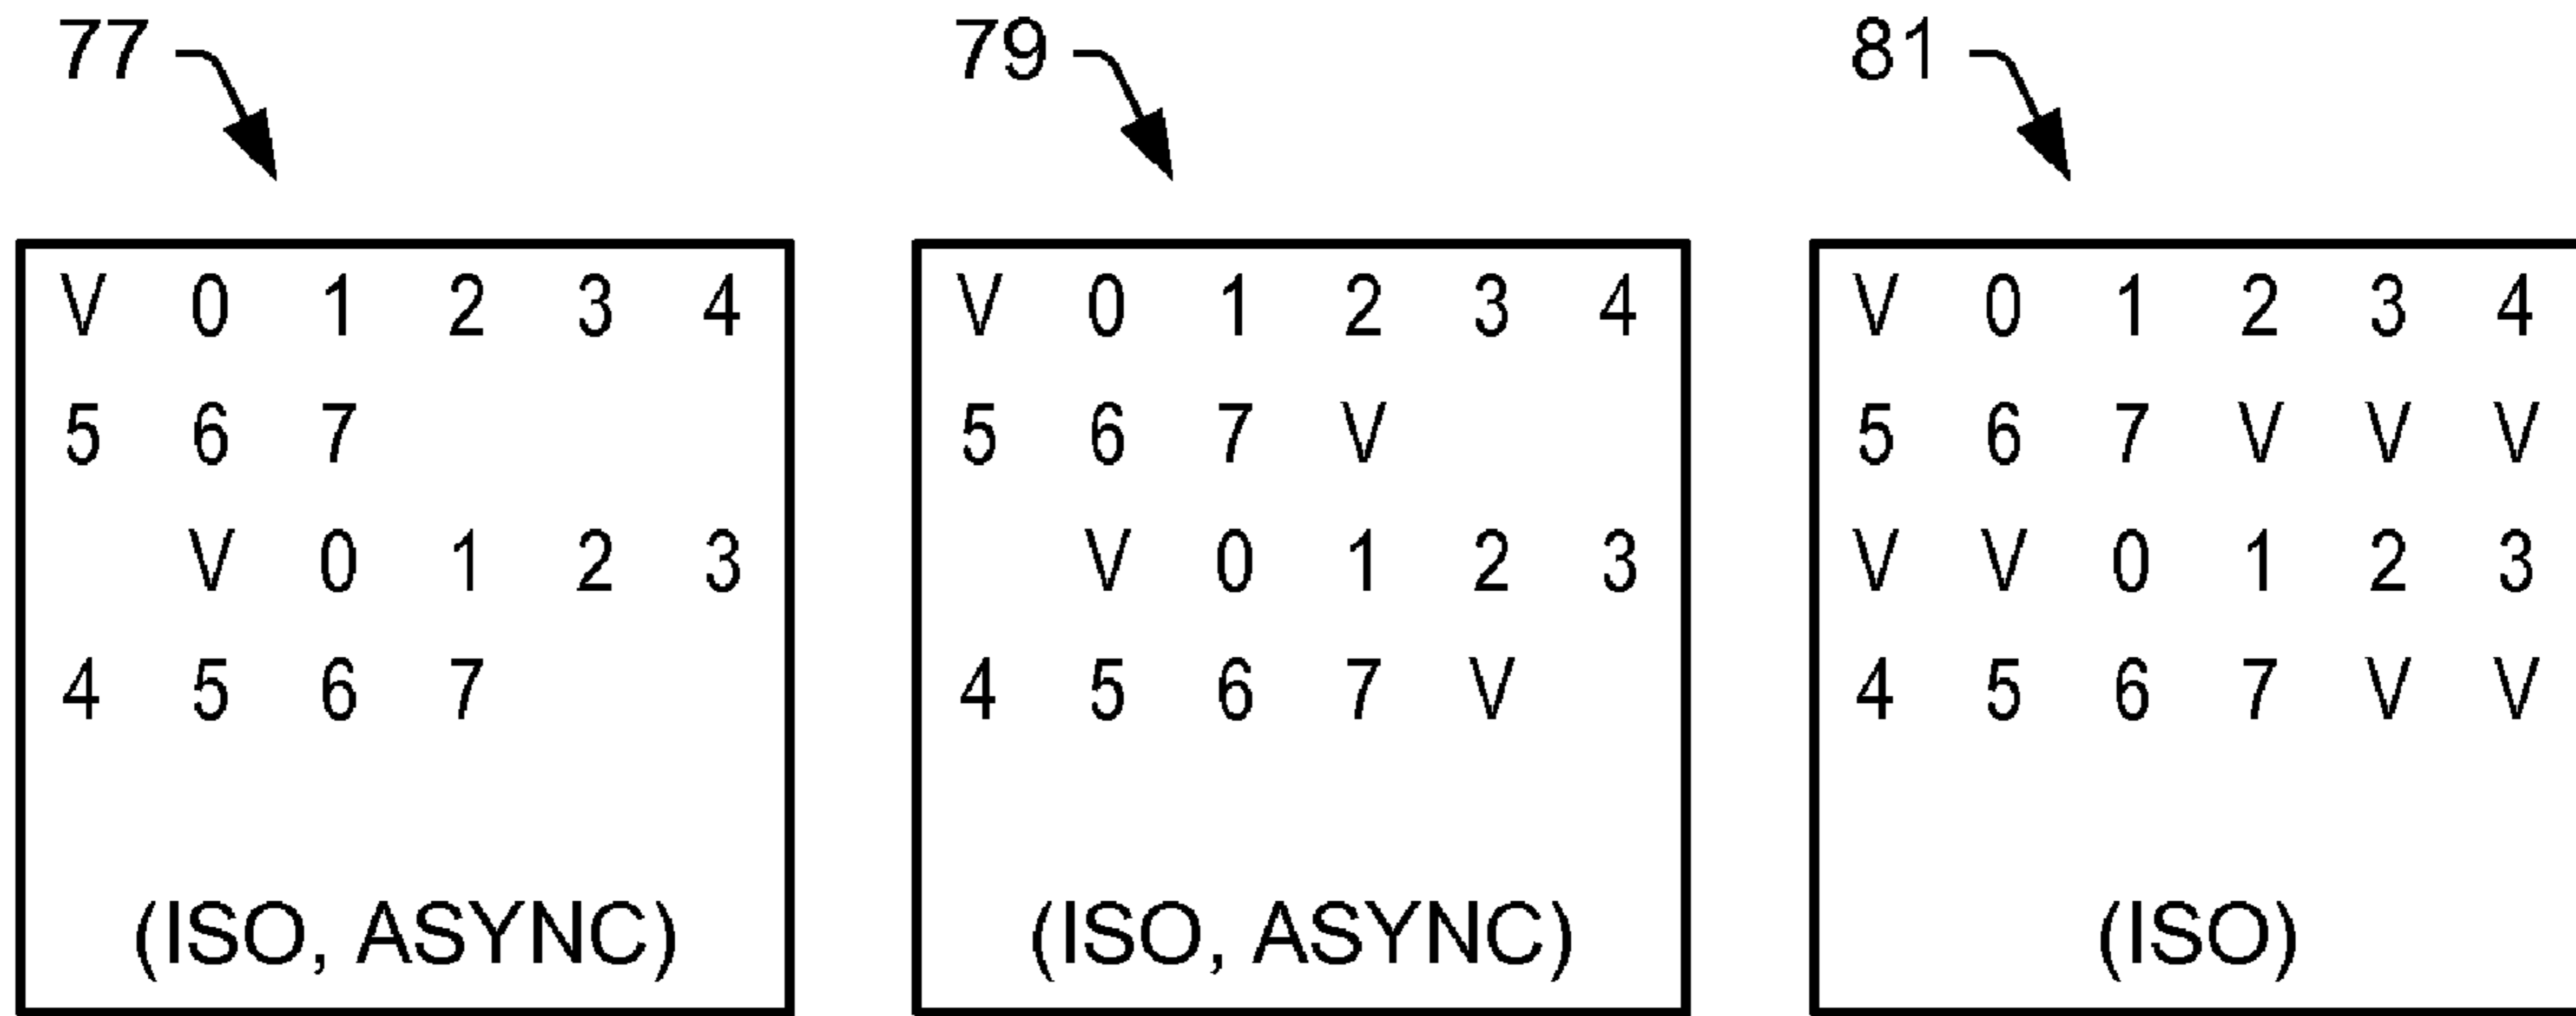 77 79 81
V 0 1 2 3 4
5 6 7
V 0 1 2 3
4 5 6 7
(ISO, ASYNC)
V 0 1 2 3 4
5 6 7 V
V 0 1 2 3
4 5 6 7 V
(ISO, ASYNC)
V 0 1 2 3 4
5 6 7 V V V
V V 0 1 2 3
4 5 6 7 V V
(ISO)